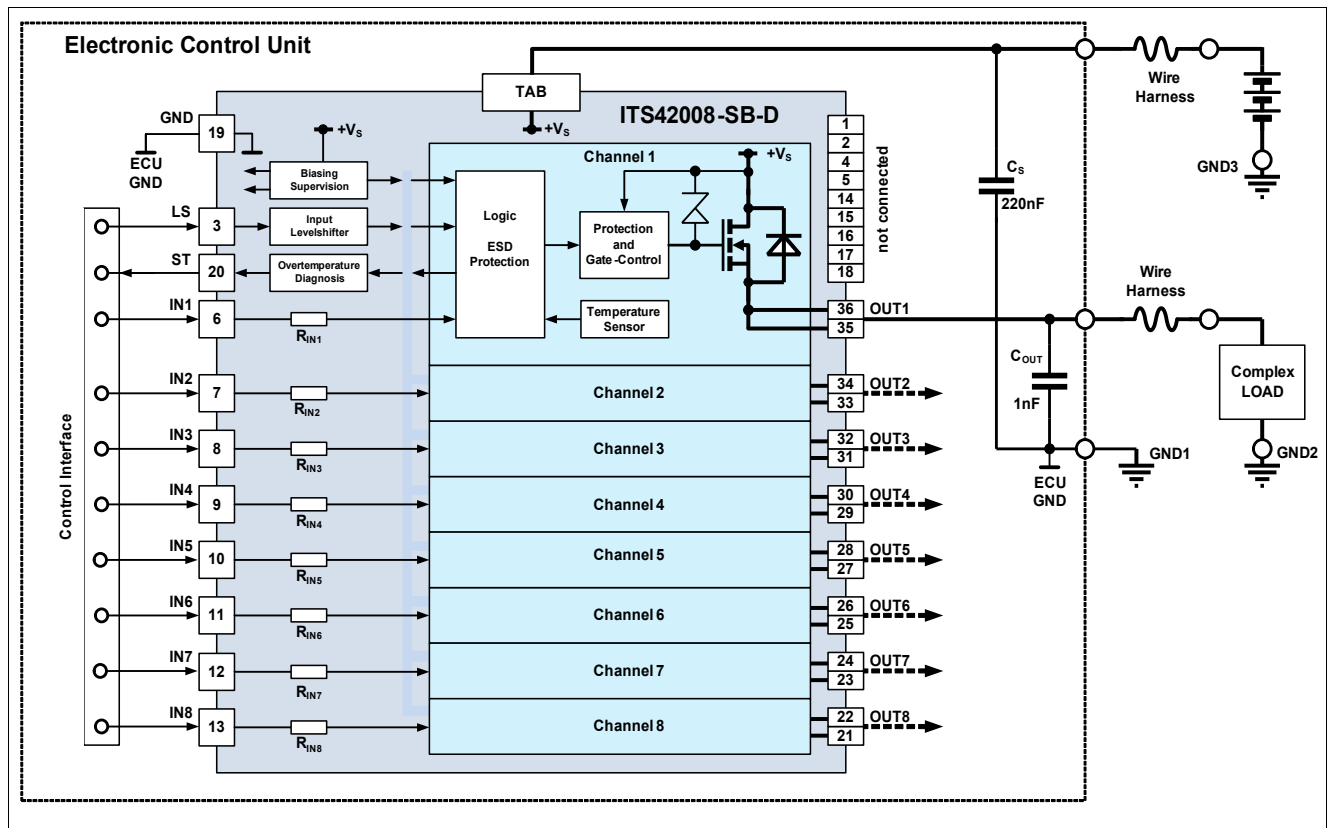 Electronic Control Unit
TAB
+Vs
ITS42008-SB-D
GND
19
ECU
GND
+Vs
Biasing
Supervision
LS
3
Input
Levelshifter
ST
20
Overtemperature
Diagnosis
IN1
6
RIN1
Channel 1
+Vs
Logic
ESD
Protection
Protection
and
Gate-Control
Temperature
Sensor
1
2
4
5
14
15
16
17
18
not connected
36
35
OUT1
IN2
7
RIN2
Channel 2
34
33
OUT2
IN3
8
RIN3
Channel 3
32
31
OUT3
IN4
9
RIN4
Channel 4
30
29
OUT4
IN5
10
RIN5
Channel 5
28
27
OUT5
IN6
11
RIN6
Channel 6
26
25
OUT6
IN7
12
RIN7
Channel 7
24
23
OUT7
IN8
13
RIN8
Channel 8
22
21
OUT8
Control Interface
Cs
220nF
COUT
1nF
ECU
GND
GND1
Wire
Harness
GND3
Wire
Harness
Complex
LOAD
GND2